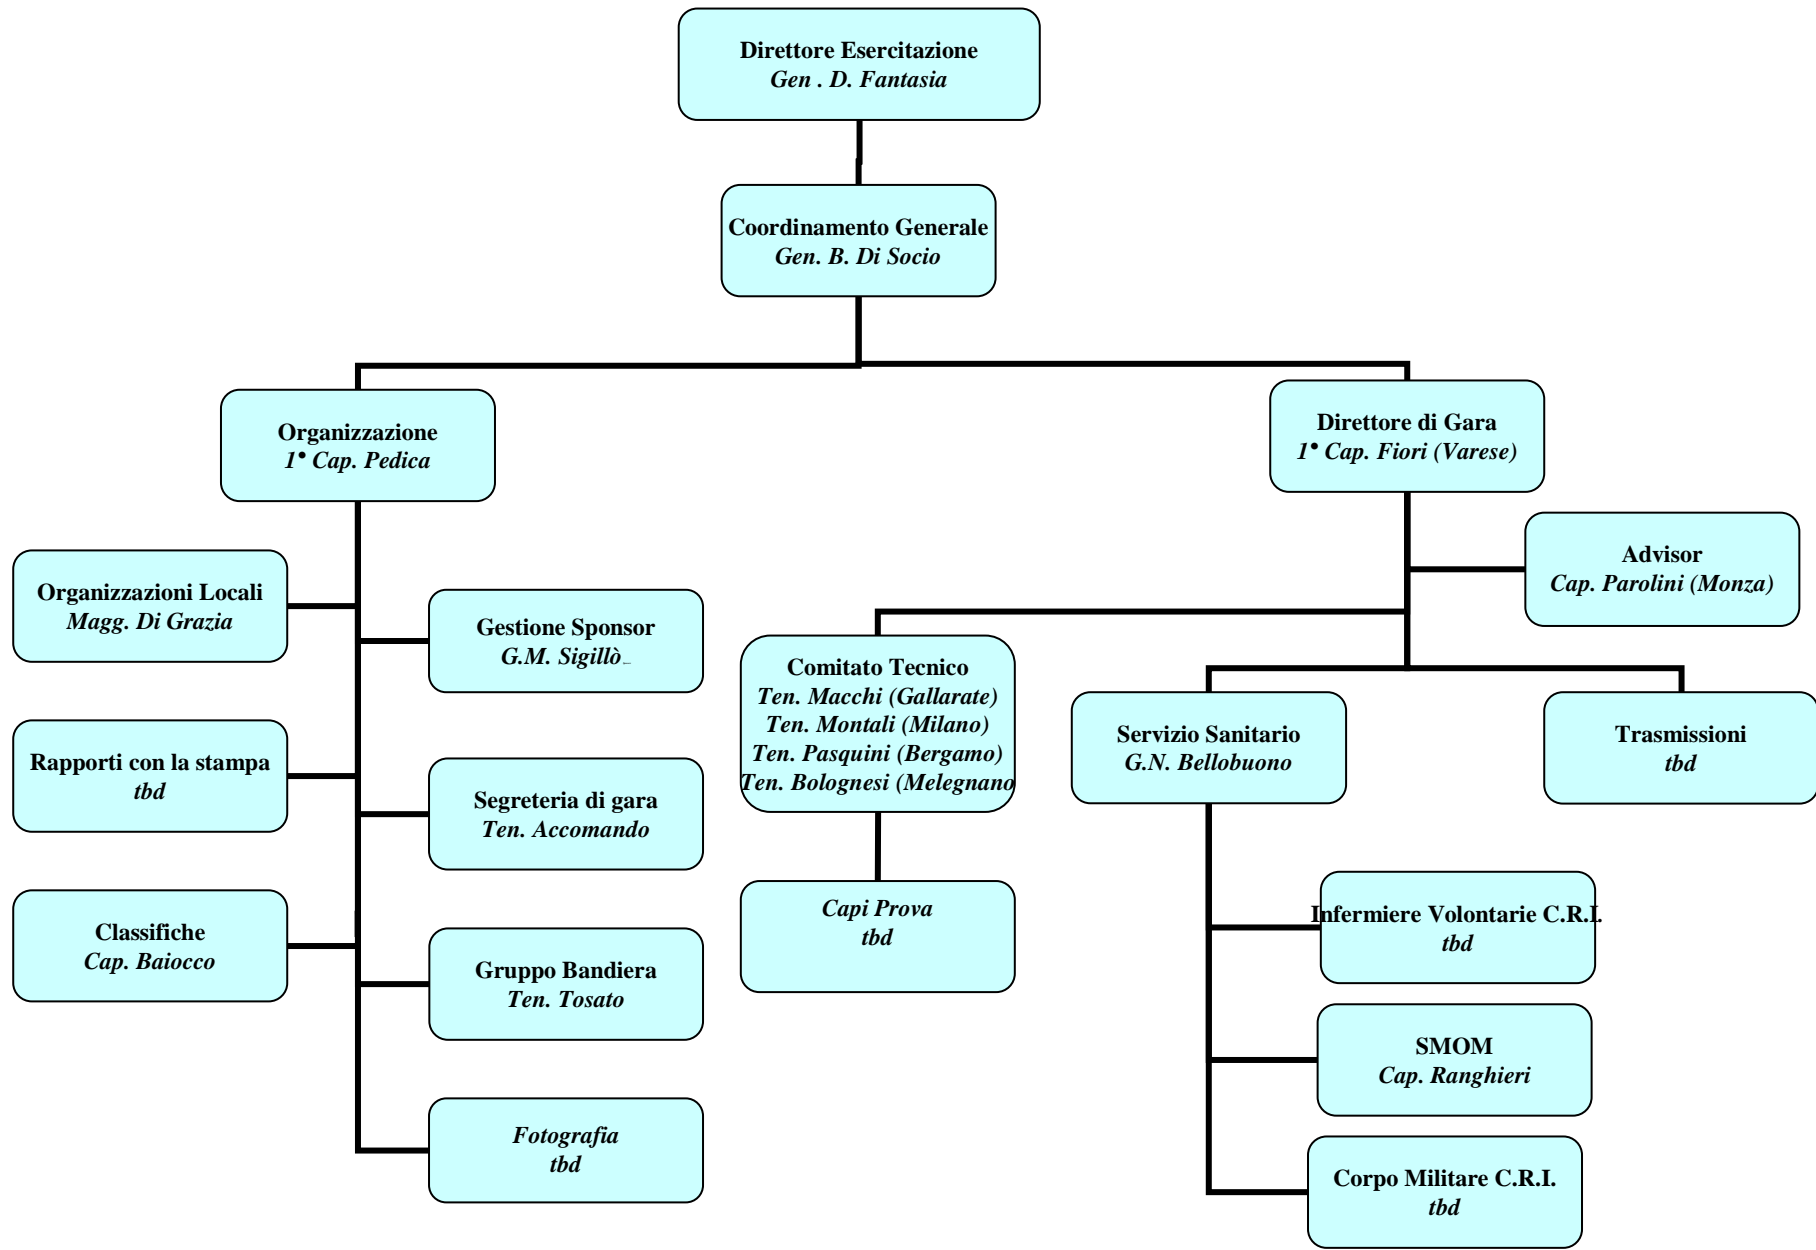 Direttore Esercitazione
Gen . D. Fantasia
Coordinamento Generale
Gen. B. Di Socio
Organizzazione
1° Cap. Pedica
Direttore di Gara
1° Cap. Fiori (Varese)
Advisor
Cap. Parolini (Monza)
Organizzazioni Locali
Magg. Di Grazia
Gestione Sponsor
G.M. Sigillò
Comitato Tecnico
Ten. Macchi (Gallarate)
Ten. Montali (Milano)
Ten. Pasquini (Bergamo)
Ten. Bolognesi (Melegnano
Servizio Sanitario
G.N. Bellobuono
Trasmissioni
tbd
Rapporti con la stampa
tbd
Segreteria di gara
Ten. Accomando
Capi Prova
tbd
Infermiere Volontarie C.R.I.
tbd
Classifiche
Cap. Baiocco
Gruppo Bandiera
Ten. Tosato
SMOM
Cap. Ranghieri
Fotografia
tbd
Corpo Militare C.R.I.
tbd